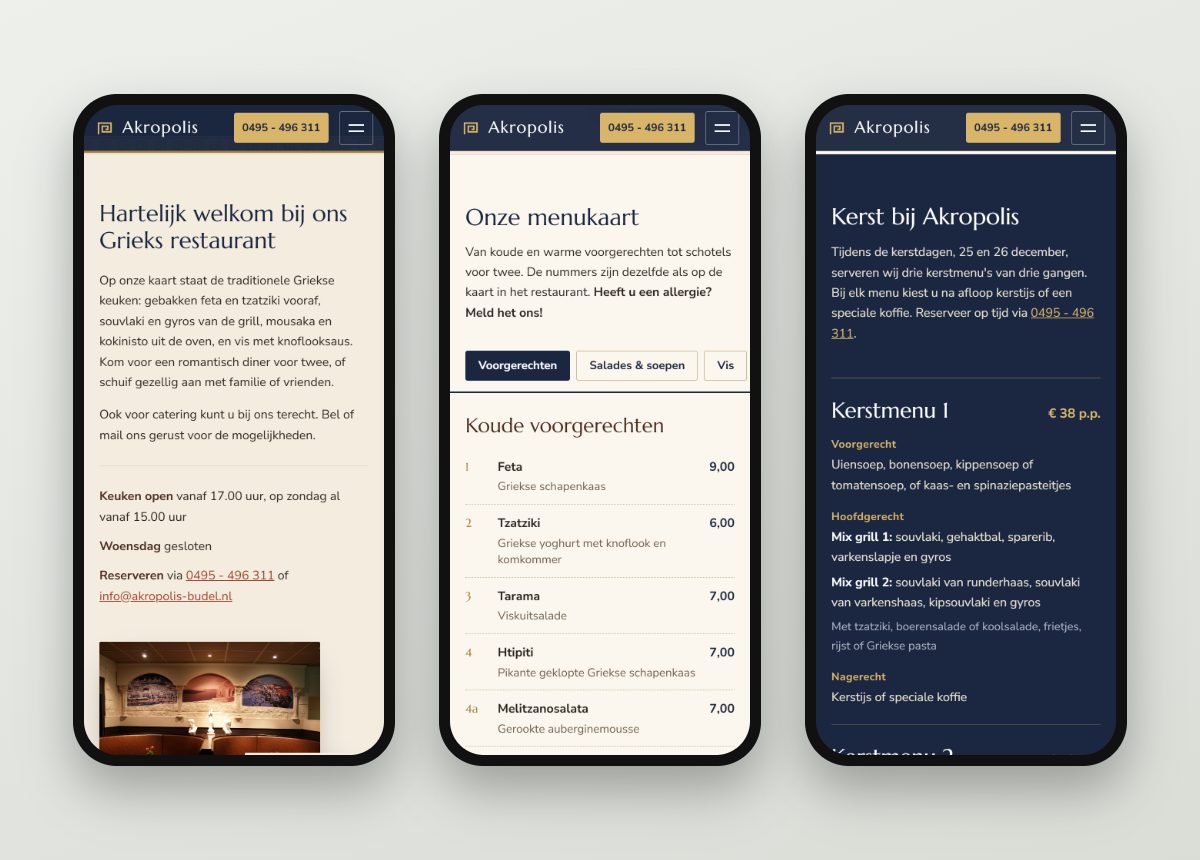 Akropolis
0495 - 496 311
Hartelijk welkom bij ons
Grieks restaurant
Op onze kaart staat de traditionele Griekse
keuken: gebakken feta en tzatziki vooraf,
souvlaki en gyros van de grill, mousaka en
kokinisto uit de oven, en vis met knoflooksaus.
Kom voor een romantisch diner voor twee, of
schuif gezellig aan met familie of vrienden.
Ook voor catering kunt u bij ons terecht. Bel of
mail ons gerust voor de mogelijkheden.
Keuken open vanaf 17.00 uur, op zondag al
vanaf 15.00 uur
Woensdag gesloten
Reserveren via 0495 - 496 311 of
info@akropolis-budel.nl
Akropolis
0495 - 496 311
Onze menukaart
Van koude en warme voorgerechten tot schotels
voor twee. De nummers zijn dezelfde als op de
kaart in het restaurant. Heeft u een allergie?
Meld het ons!
Voorgerechten
Salades & soepen
Vis
Koude voorgerechten
1 Feta 9,00
Griekse schapenkaas
2 Tzatziki 6,00
Griekse yoghurt met knoflook en
komkommer
3 Tarama 7,00
Viskuitsalade
4 Htipiti 7,00
Pikante geklopte Griekse schapenkaas
4a Melitzanosalata 7,00
Gerookte auberginemousse
Akropolis
0495 - 496 311
Kerst bij Akropolis
Tijdens de kerstdagen, 25 en 26 december,
serveren wij drie kerstmenu's van drie gangen.
Bij elk menu kiest u na afloop kerstijs of een
speciale koffie. Reserveer op tijd via 0495 - 496
311.
Kerstmenu 1 € 38 p.p.
Voorgerecht
Uiensoep, bonensoep, kippensoep of
tomatensoep, of kaas- en spinaziepasteitjes
Hoofdgerecht
Mix grill 1: souvlaki, gehaktbal, sparerib,
varkenslapje en gyros
Mix grill 2: souvlaki van runderhaas, souvlaki
van varkenshaas, kipsouvlaki en gyros
Met tzatziki, boerensalade of koolsalade, frietjes,
rijst of Griekse pasta
Nagerecht
Kerstijs of speciale koffie
Kerstmenu 2